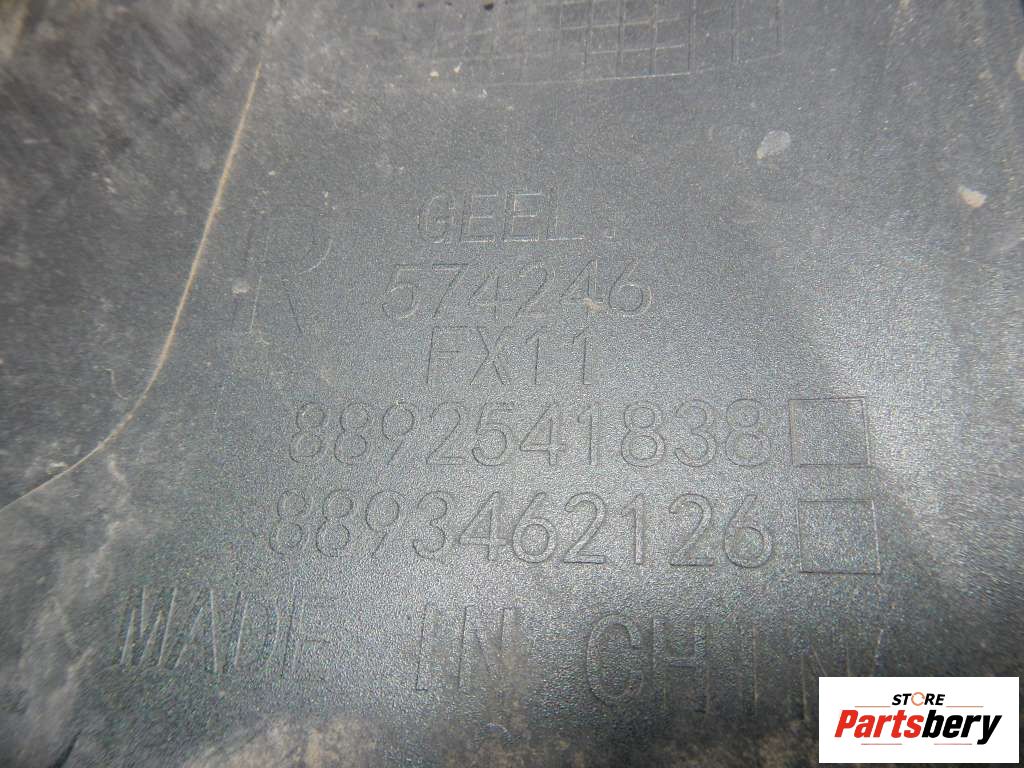 R
GEELY
574246
FX11
8892541838
8893462126
MADE IN CHINA
STORE
Partsbery